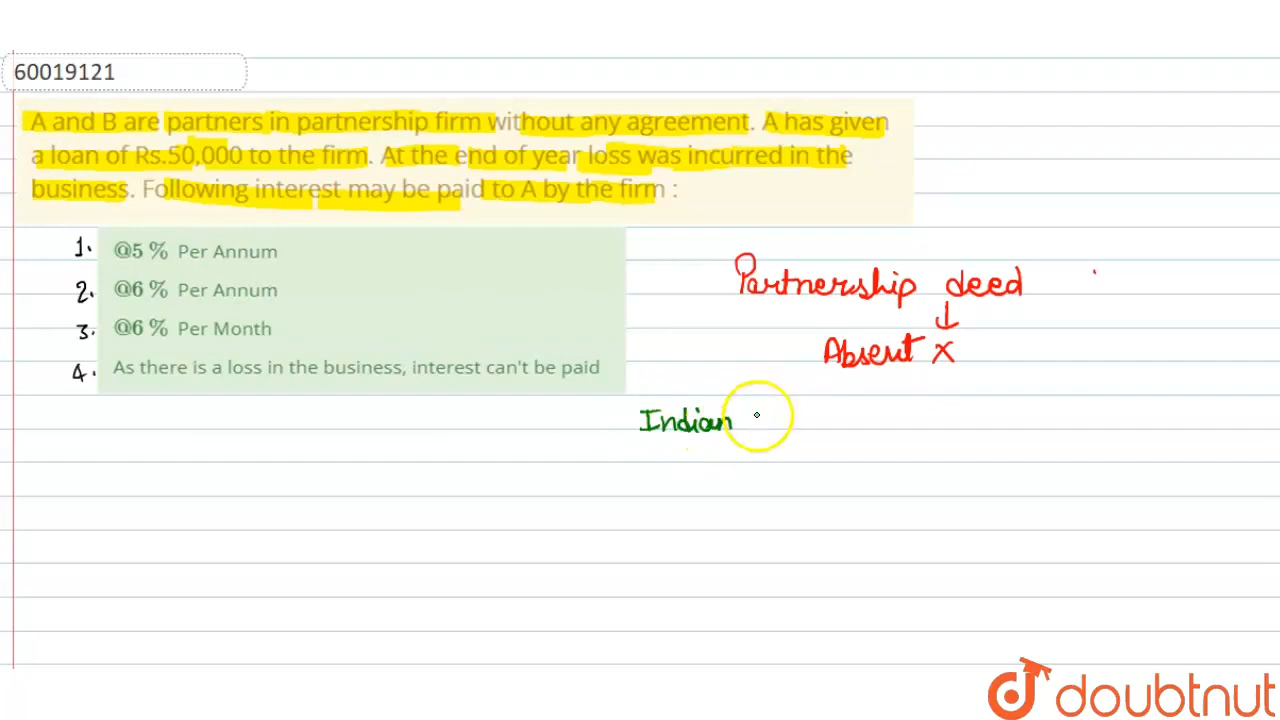 60019121
A and B are partners in partnership firm without any agreement. A has given
a loan of Rs.50,000 to the firm. At the end of year loss was incurred in the
business. Following interest may be paid to A by the firm :
1. @5 % Per Annum
2. @6 % Per Annum
3. @6 % Per Month
4. As there is a loss in the business, interest can't be paid
Partnership deed
↓
Absent ×
Indian
doubtnut